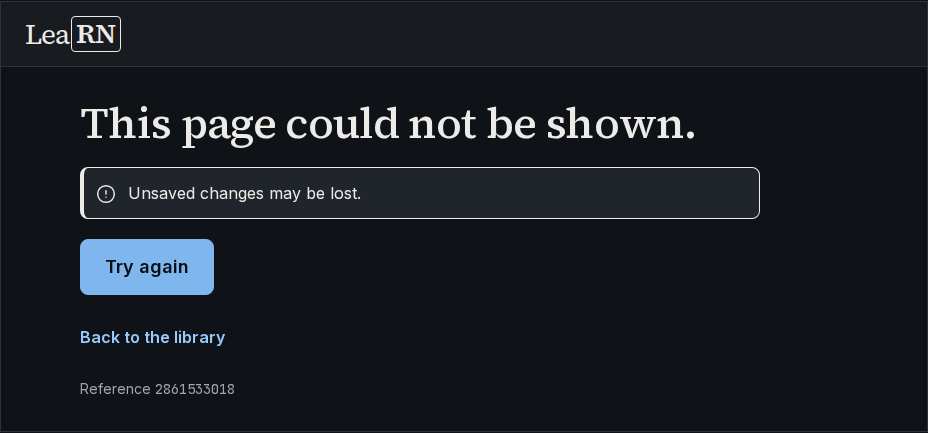 LeaRN
This page could not be shown.
Unsaved changes may be lost.
Try again
Back to the library
Reference 2861533018